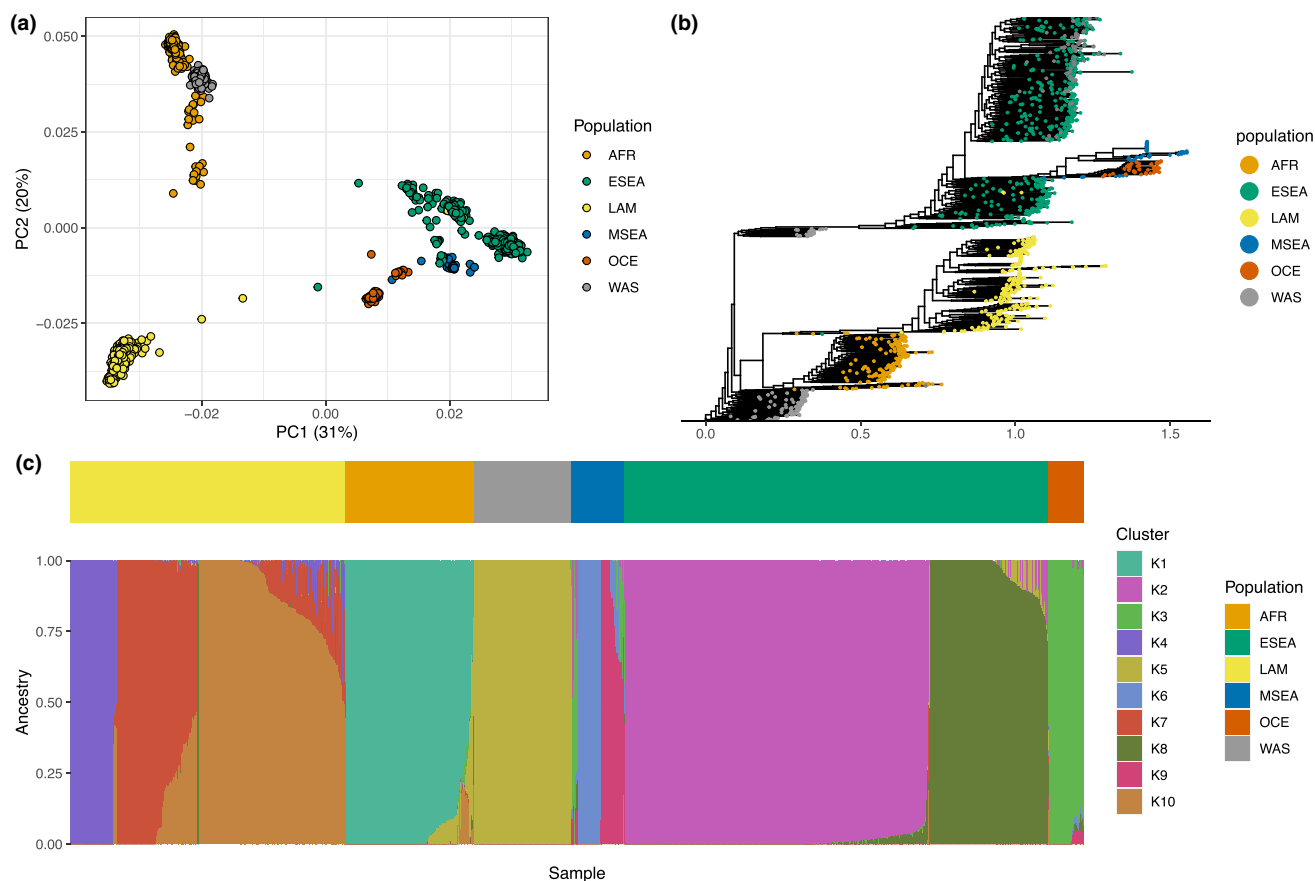 (a)
0.050
0.025
0.000
−0.025
PC2 (20%)
−0.02
0.00
0.02
PC1 (31%)
Population
AFR
ESEA
LAM
MSEA
OCE
WAS
(b)
0.0
0.5
1.0
1.5
population
AFR
ESEA
LAM
MSEA
OCE
WAS
(c)
1.00
0.75
0.50
0.25
0.00
Ancestry
Sample
Cluster
K1
K2
K3
K4
K5
K6
K7
K8
K9
K10
Population
AFR
ESEA
LAM
MSEA
OCE
WAS